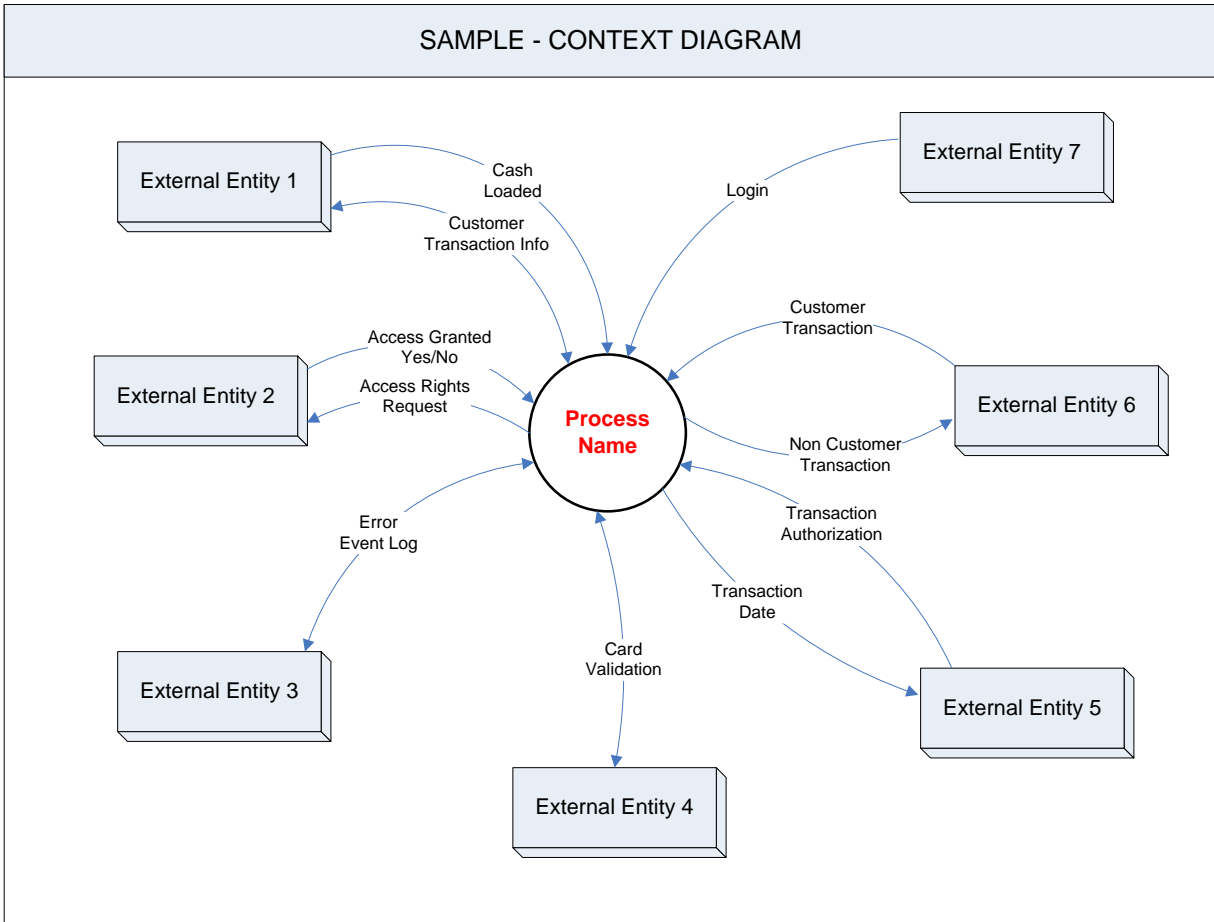 SAMPLE - CONTEXT DIAGRAM
External Entity 1
External Entity 7
Cash
Loaded
Login
Customer
Transaction Info
Customer
Transaction
Access Granted
Yes/No
Access Rights
Request
External Entity 2
Process
Name
External Entity 6
Non Customer
Transaction
Error
Event Log
Transaction
Authorization
Transaction
Date
Card
Validation
External Entity 3
External Entity 5
External Entity 4